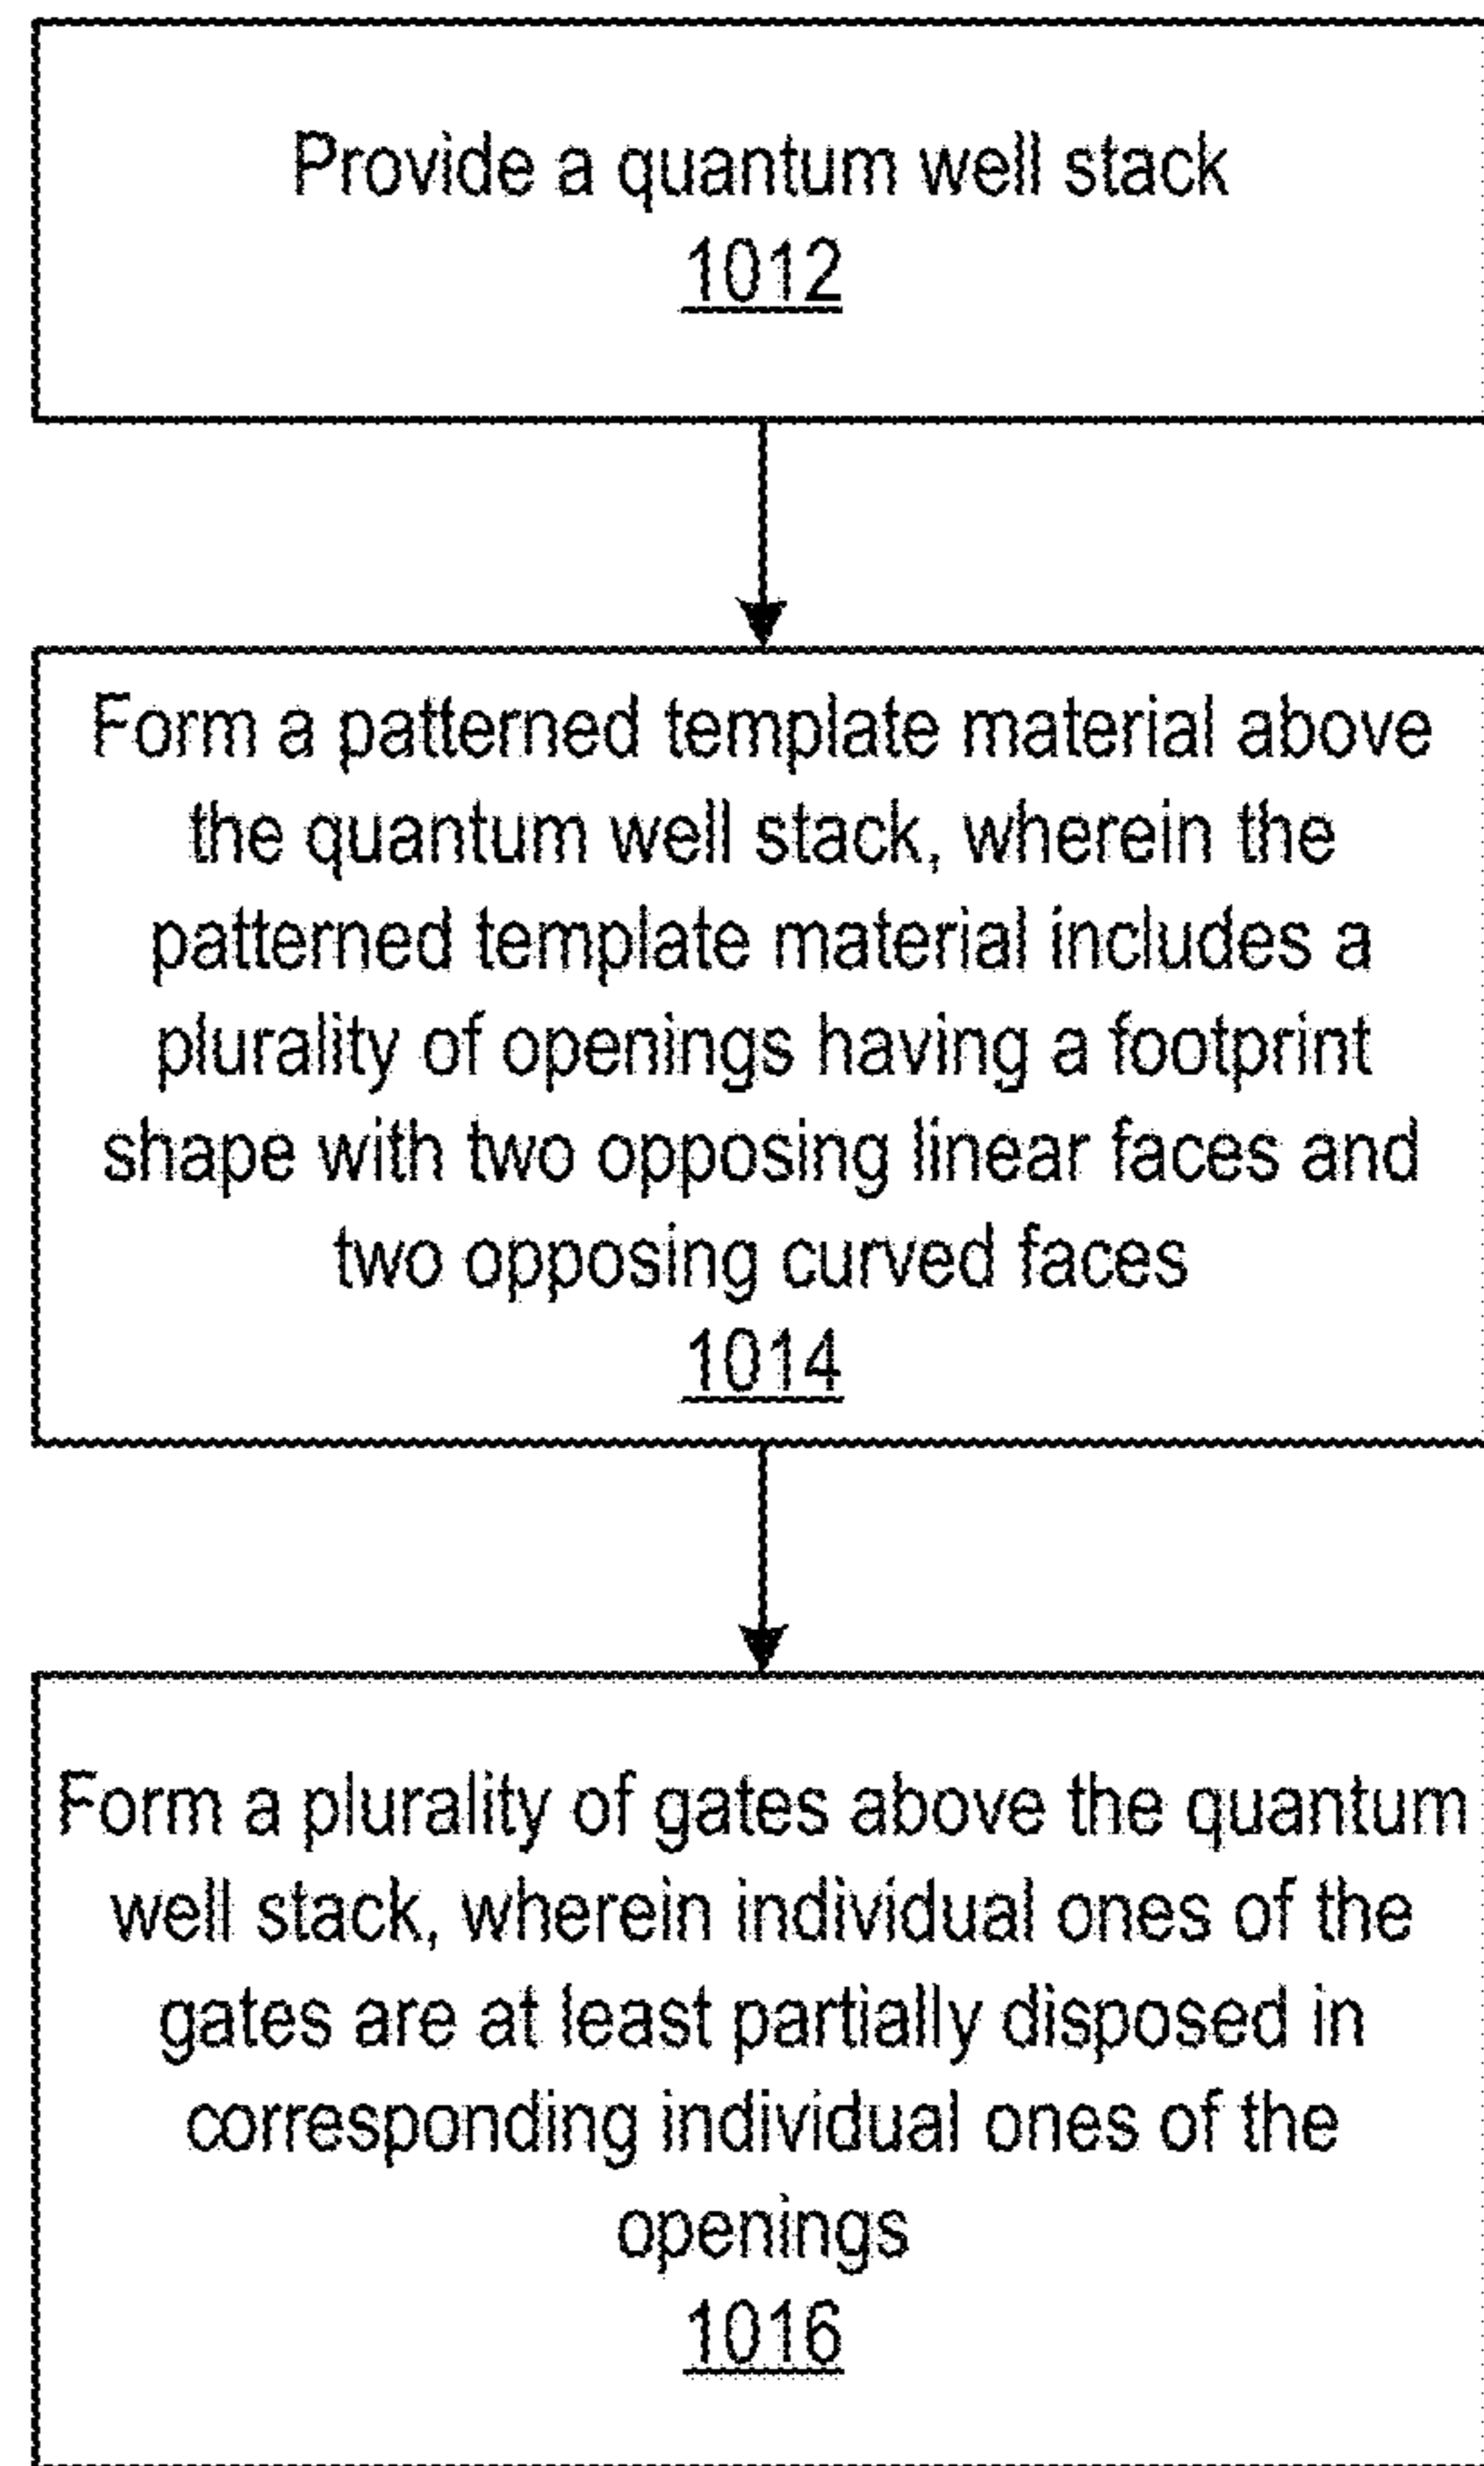 Provide a quantum well stack
1012
Form a patterned template material above
the quantum well stack, wherein the
patterned template material includes a
plurality of openings having a footprint
shape with two opposing linear faces and
two opposing curved faces
1014
Form a plurality of gates above the quantum
well stack, wherein individual ones of the
gates are at least partially disposed in
corresponding individual ones of the
openings
1016